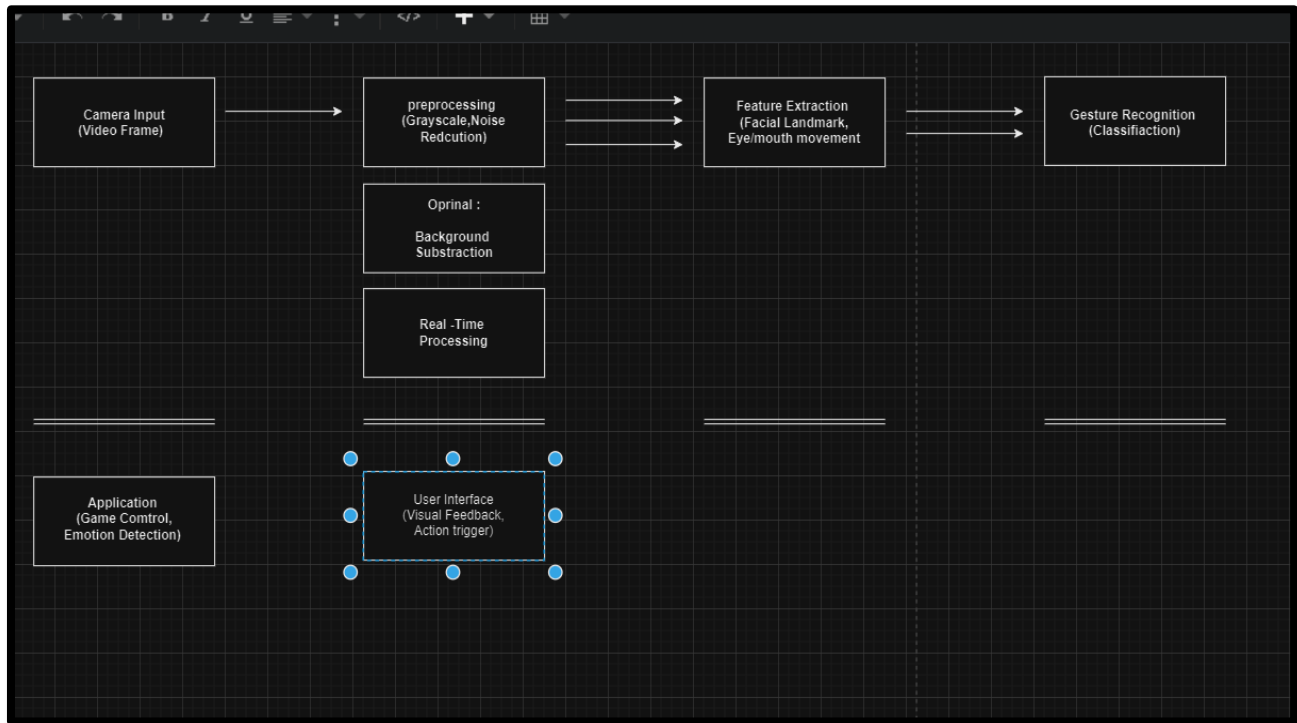 Camera Input
(Video Frame)
preprocessing
(Grayscale,Noise
Redcution)
Feature Extraction
(Facial Landmark,
Eye/mouth movement
Gesture Recognition
(Classifiaction)
Oprinal :
Background
Substraction
Real -Time
Processing
Application
(Game Comtrol,
Emotion Detection)
User Interface
(Visual Feedback,
Action trigger)